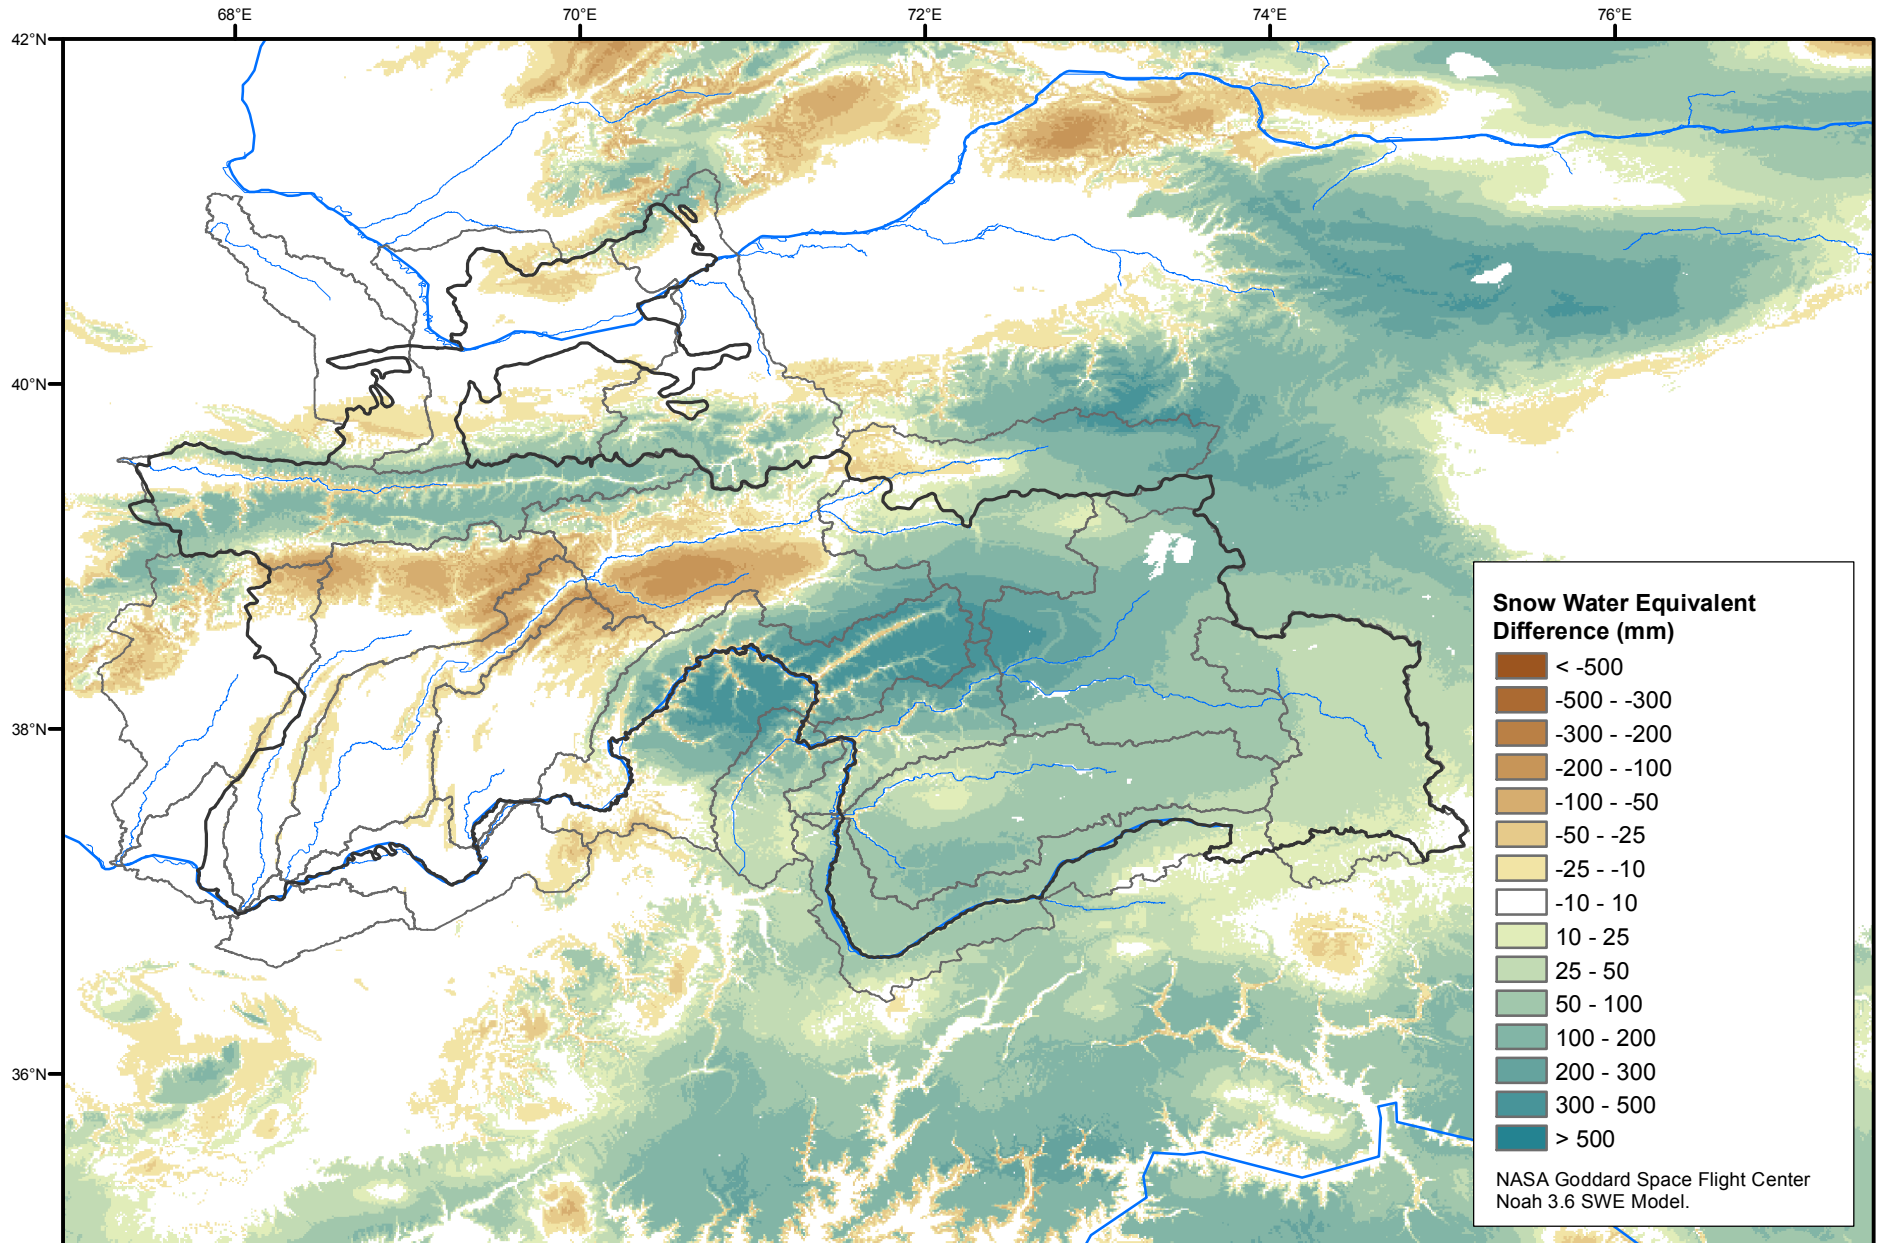 68°E
70°E
72°E
74°E
76°E
42°N
40°N
38°N
36°N
Snow Water Equivalent
Difference (mm)
< -500
-500 - -300
-300 - -200
-200 - -100
-100 - -50
-50 - -25
-25 - -10
-10 - 10
10 - 25
25 - 50
50 - 100
100 - 200
200 - 300
300 - 500
> 500
NASA Goddard Space Flight Center
Noah 3.6 SWE Model.